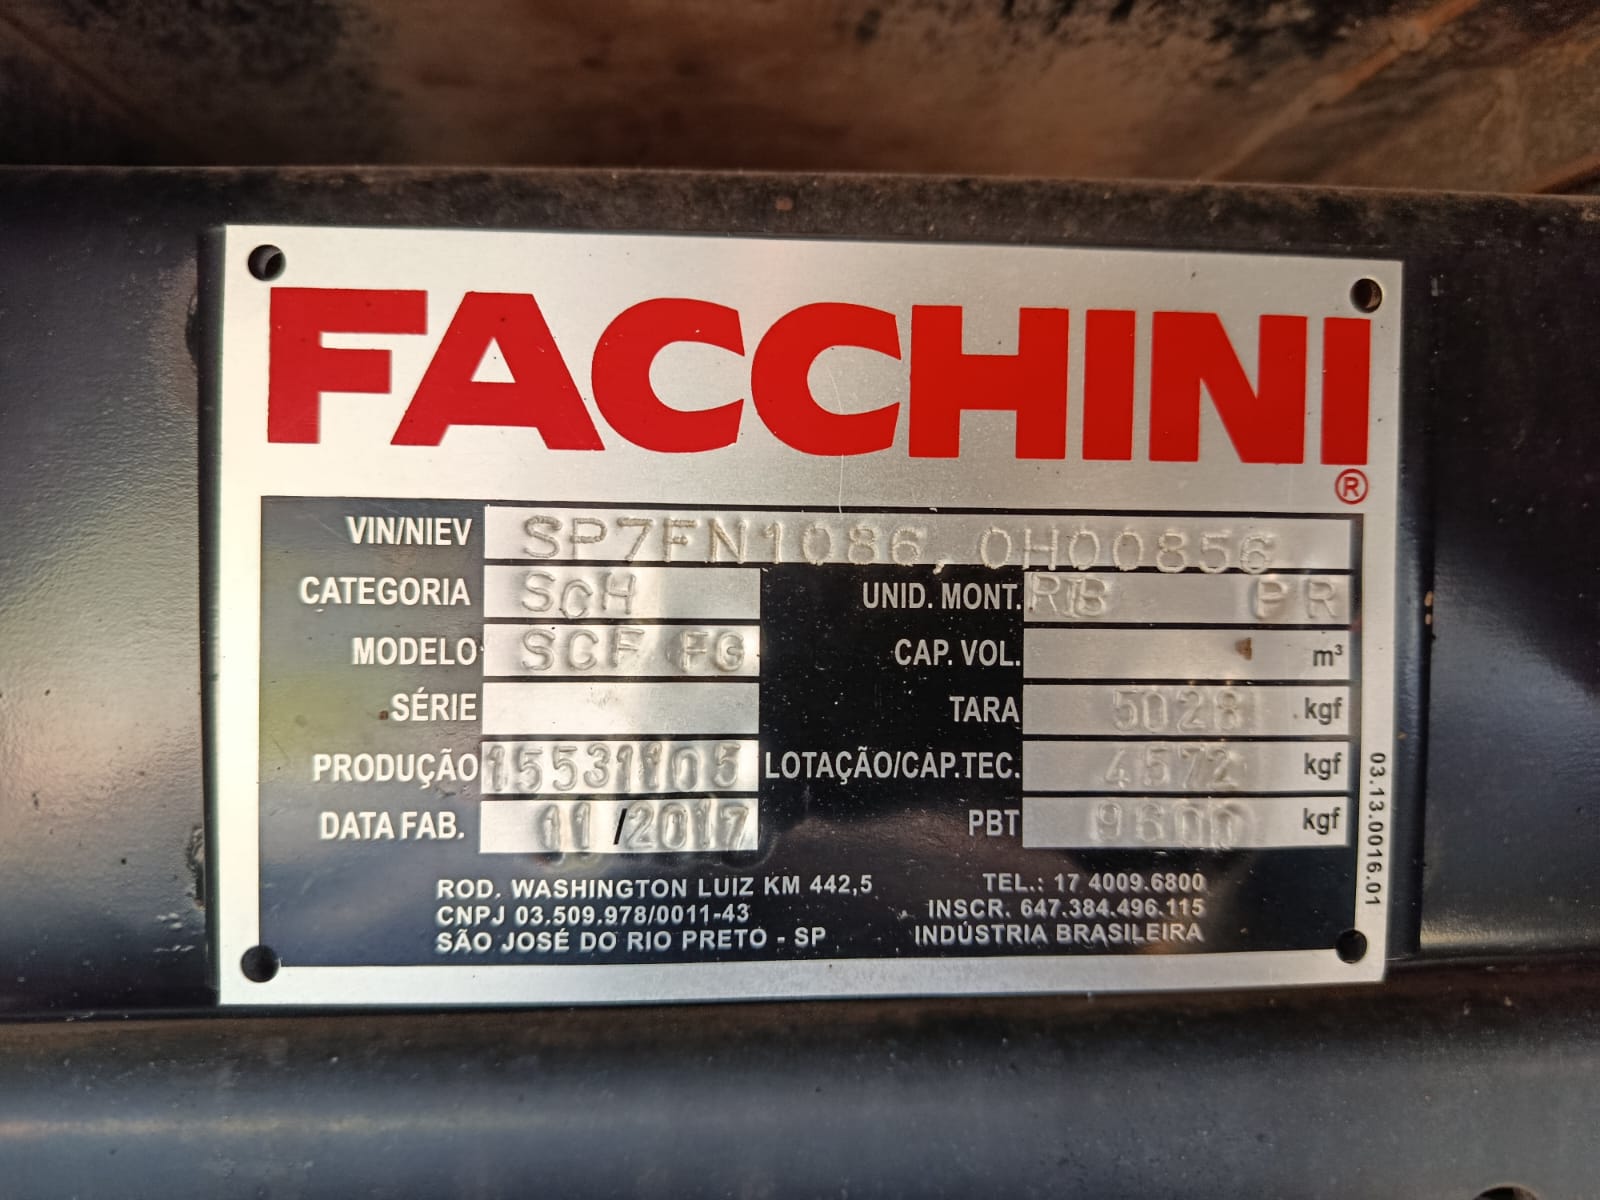 FACCHINI
®
VIN/NIEV SP7FN1086,0H00856
CATEGORIA SCH UNID. MONT. RIB PR
MODELO SCF FG CAP. VOL. m³
SÉRIE TARA 5028 kgf
PRODUÇÃO 15531105 LOTAÇÃO/CAP.TEC. 4572 kgf
DATA FAB. 11/2017 PBT 9600 kgf
ROD. WASHINGTON LUIZ KM 442,5 TEL.: 17 4009.6800
CNPJ 03.509.978/0011-43 INSCR. 647.384.496.115
SÃO JOSÉ DO RIO PRETO - SP INDÚSTRIA BRASILEIRA
03.13.0016.01